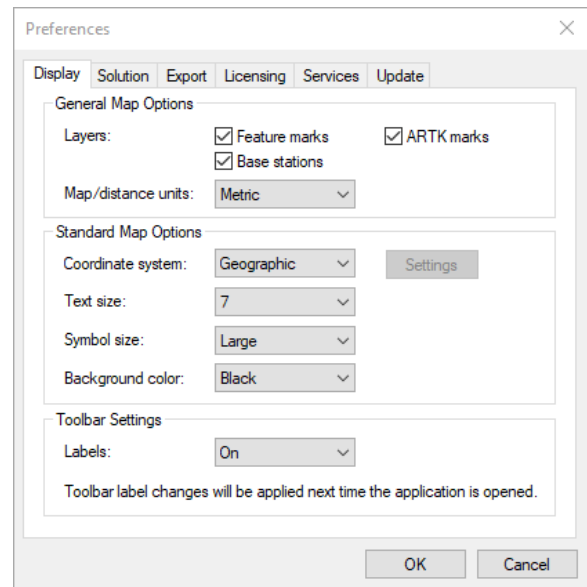 Preferences
Display Solution Export Licensing Services Update
General Map Options
Layers: Feature marks ARTK marks
Base stations
Map/distance units: Metric
Standard Map Options
Coordinate system: Geographic Settings
Text size: 7
Symbol size: Large
Background color: Black
Toolbar Settings
Labels: On
Toolbar label changes will be applied next time the application is opened.
OK Cancel